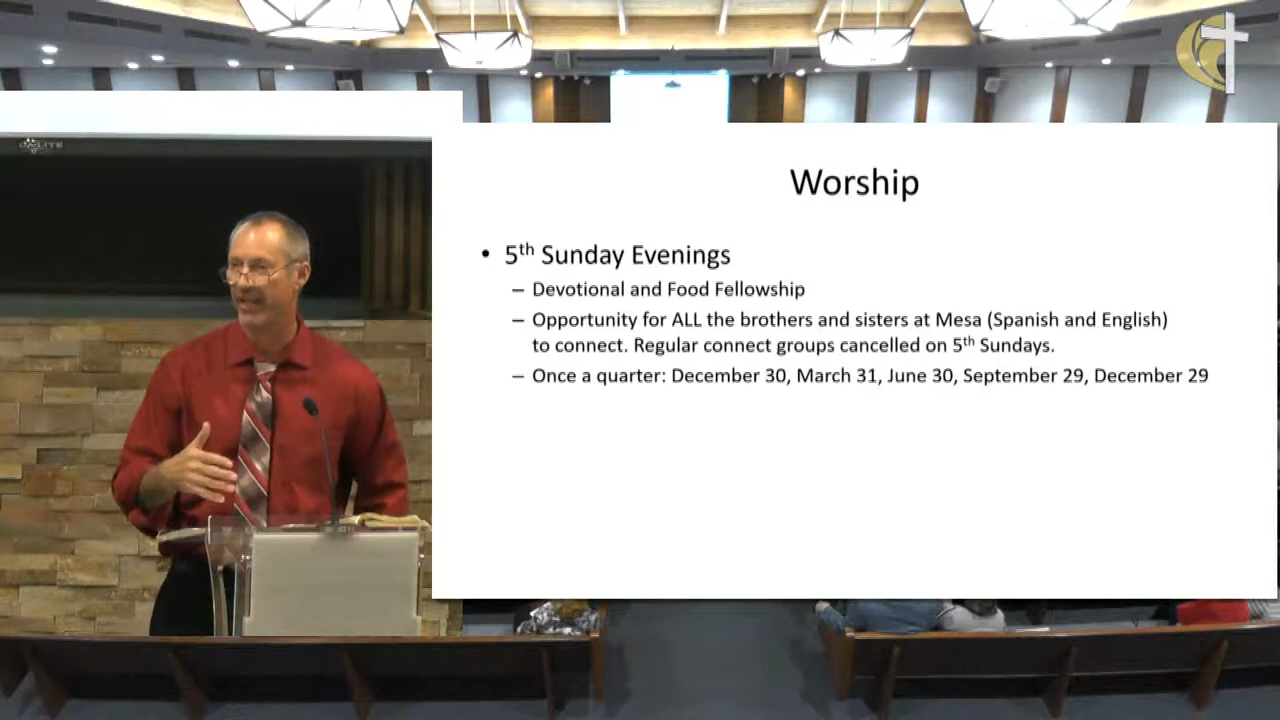 DA-LITE
Worship
• 5th Sunday Evenings
– Devotional and Food Fellowship
– Opportunity for ALL the brothers and sisters at Mesa (Spanish and English)
to connect. Regular connect groups cancelled on 5th Sundays.
– Once a quarter: December 30, March 31, June 30, September 29, December 29